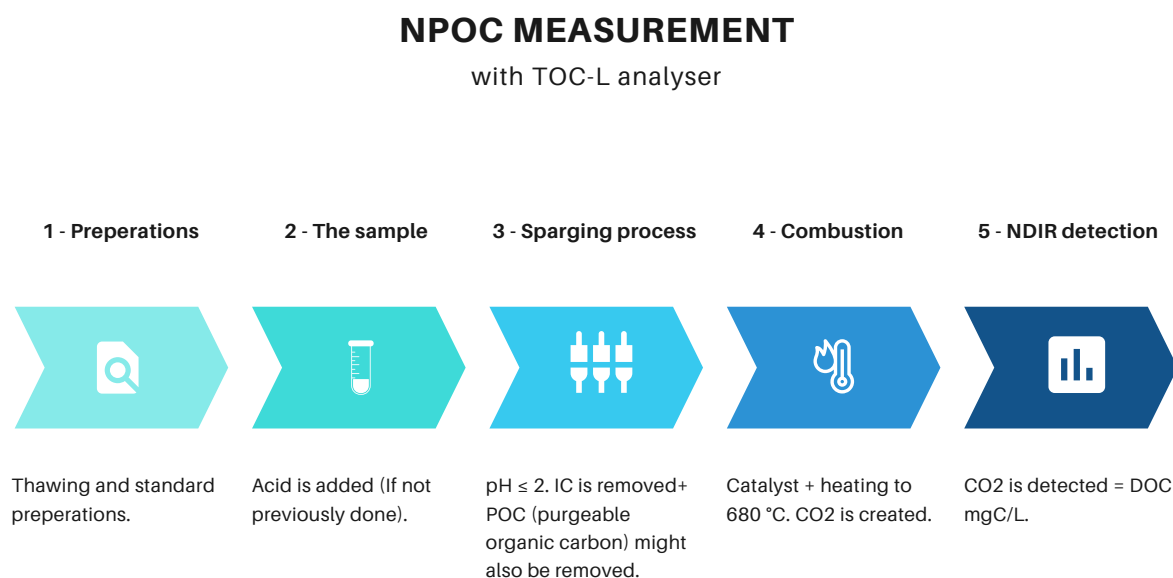 NPOC MEASUREMENT
with TOC-L analyser
1 - Preperations
2 - The sample
3 - Sparging process
4 - Combustion
5 - NDIR detection
Thawing and standard
preperations.
Acid is added (If not
previously done).
pH ≤ 2. IC is removed+
POC (purgeable
organic carbon) might
also be removed.
Catalyst + heating to
680 °C. CO2 is created.
CO2 is detected = DOC
mgC/L.